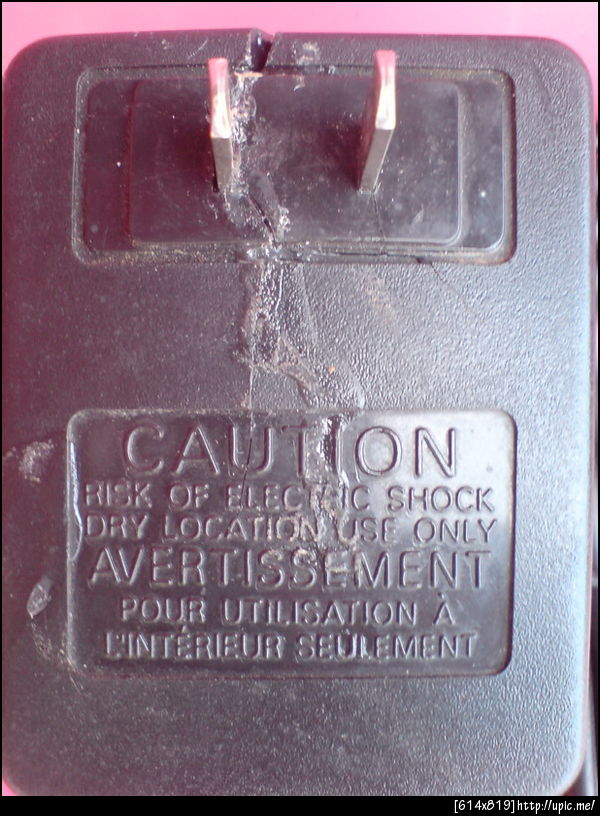 CAUTION
RISK OF ELECTRIC SHOCK
DRY LOCATION USE ONLY
AVERTISSEMENT
POUR UTILISATION À
L'INTÉRIEUR SEULEMENT
[614x819]http://upic.me/